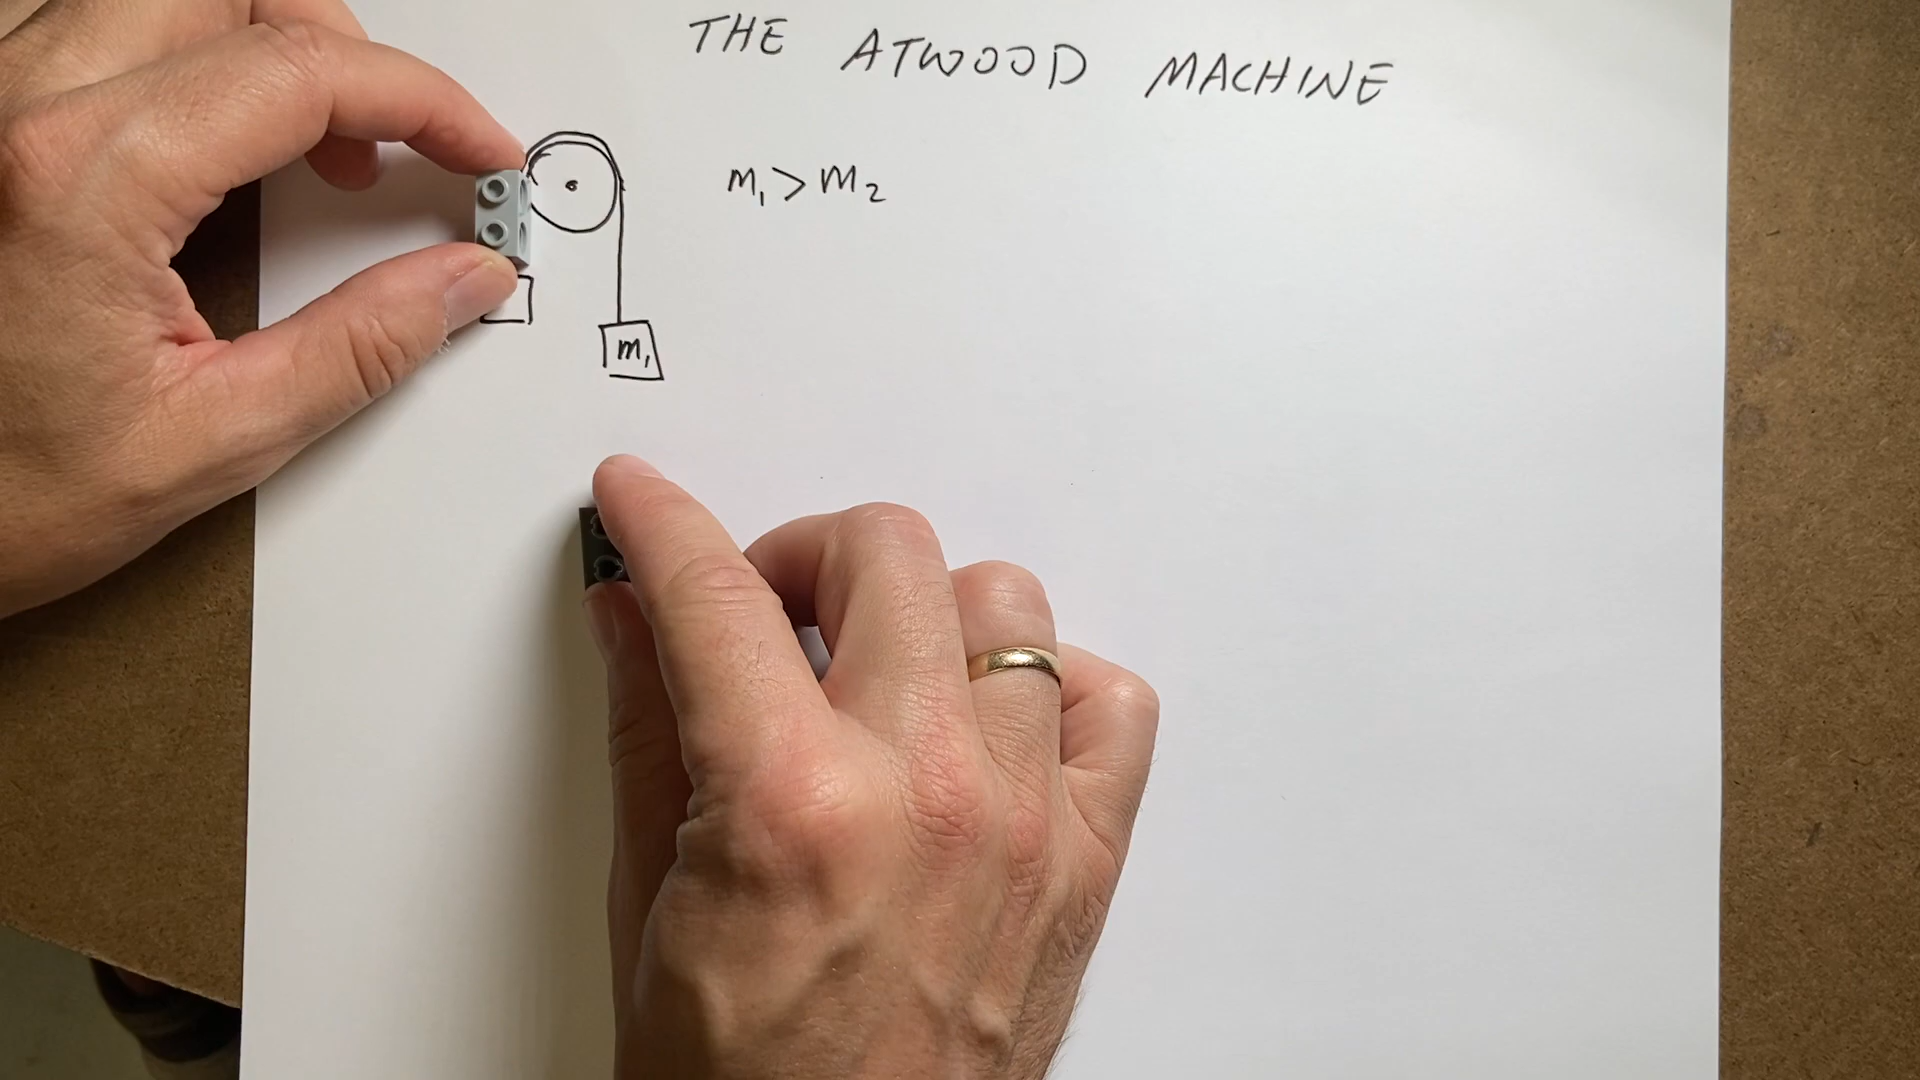 THE ATWOOD MACHINE
m₁ > m₂
m₁